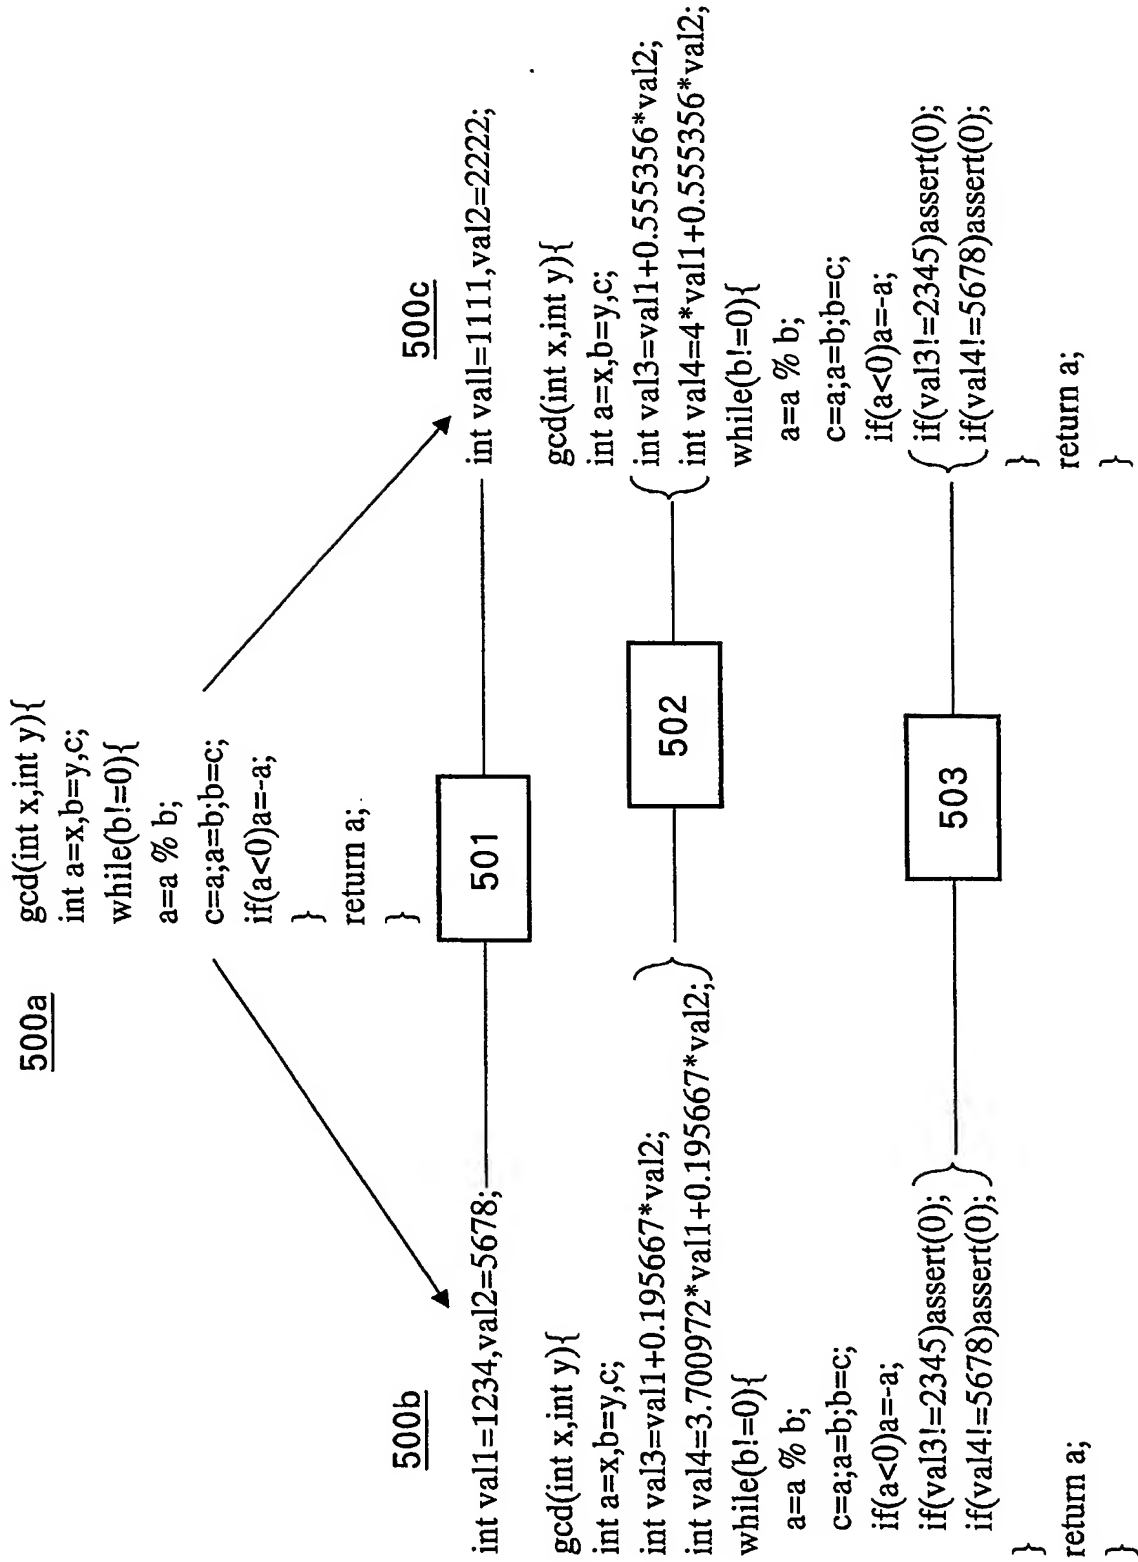 500a
gcd(int x,int y){
int a=x,b=y,c;
while(b!=0){
a=a % b;
c=a;a=b;b=c;
if(a<0)a=-a;
}
return a;
}
500b
int val1=1234,val2=5678;
gcd(int x,int y){
int a=x,b=y,c;
int val3=val1+0.195667*val2;
int val4=3.700972*val1+0.195667*val2;
while(b!=0){
a=a % b;
c=a;a=b;b=c;
if(a<0)a=-a;
if(val3!=2345)assert(0);
if(val4!=5678)assert(0);
}
return a;
}
501
502
503
500c
int val1=1111,val2=2222;
gcd(int x,int y){
int a=x,b=y,c;
int val3=val1+0.555356*val2;
int val4=4*val1+0.555356*val2;
while(b!=0){
a=a % b;
c=a;a=b;b=c;
if(a<0)a=-a;
if(val3!=2345)assert(0);
if(val4!=5678)assert(0);
}
return a;
}